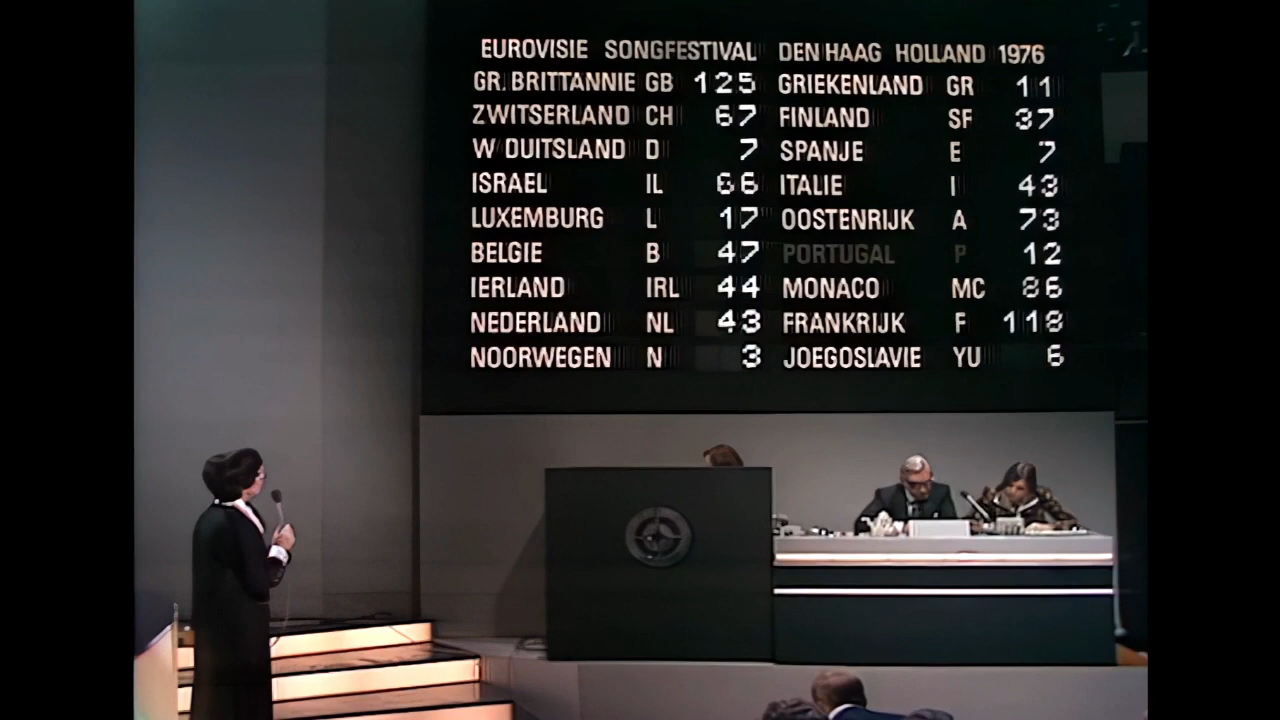 EUROVISIE SONGFESTIVAL DEN HAAG HOLLAND 1976
GR. BRITTANNIE GB 125 GRIEKENLAND GR 11
ZWITSERLAND CH 67 FINLAND SF 37
W DUITSLAND D 7 SPANJE E 7
ISRAEL IL 66 ITALIE I 43
LUXEMBURG L 17 OOSTENRIJK A 73
BELGIE B 47 PORTUGAL P 12
IERLAND IRL 44 MONACO MC 86
NEDERLAND NL 43 FRANKRIJK F 118
NOORWEGEN N 3 JOEGOSLAVIE YU 6